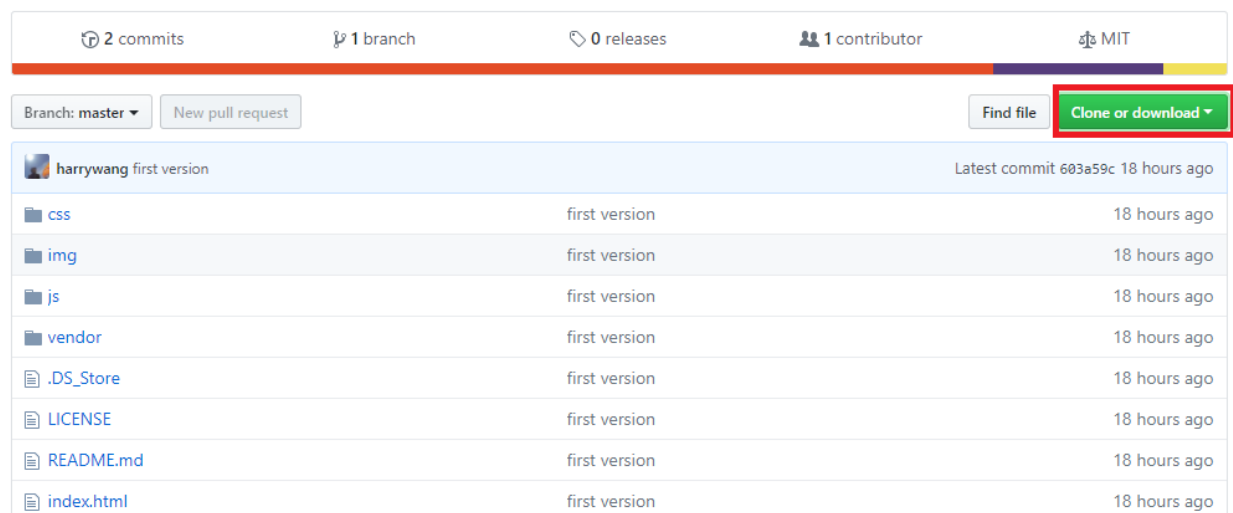 2 commits 1 branch 0 releases 1 contributor MIT
Branch: master New pull request Find file Clone or download
harrywang first version Latest commit 603a59c 18 hours ago
css first version 18 hours ago
img first version 18 hours ago
js first version 18 hours ago
vendor first version 18 hours ago
.DS_Store first version 18 hours ago
LICENSE first version 18 hours ago
README.md first version 18 hours ago
index.html first version 18 hours ago